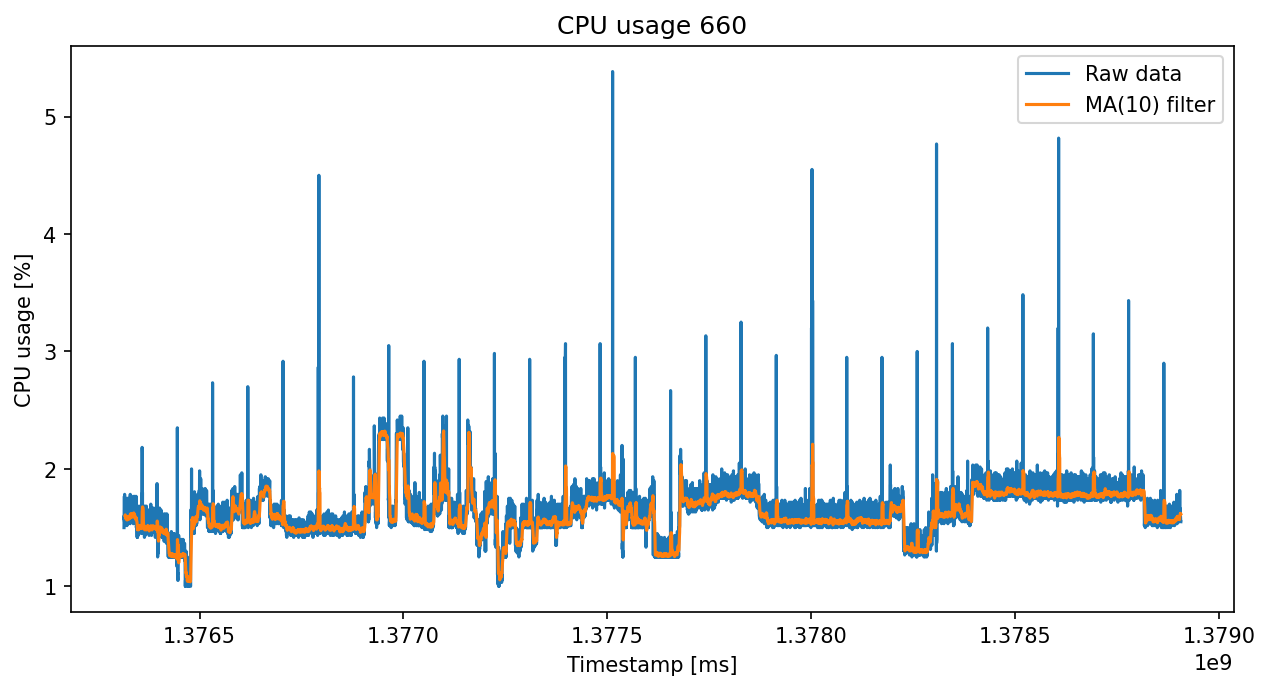 CPU usage 660
Raw data
MA(10) filter
CPU usage [%]
5
4
3
2
1
1.3765
1.3770
1.3775
1.3780
1.3785
1.3790
1e9
Timestamp [ms]